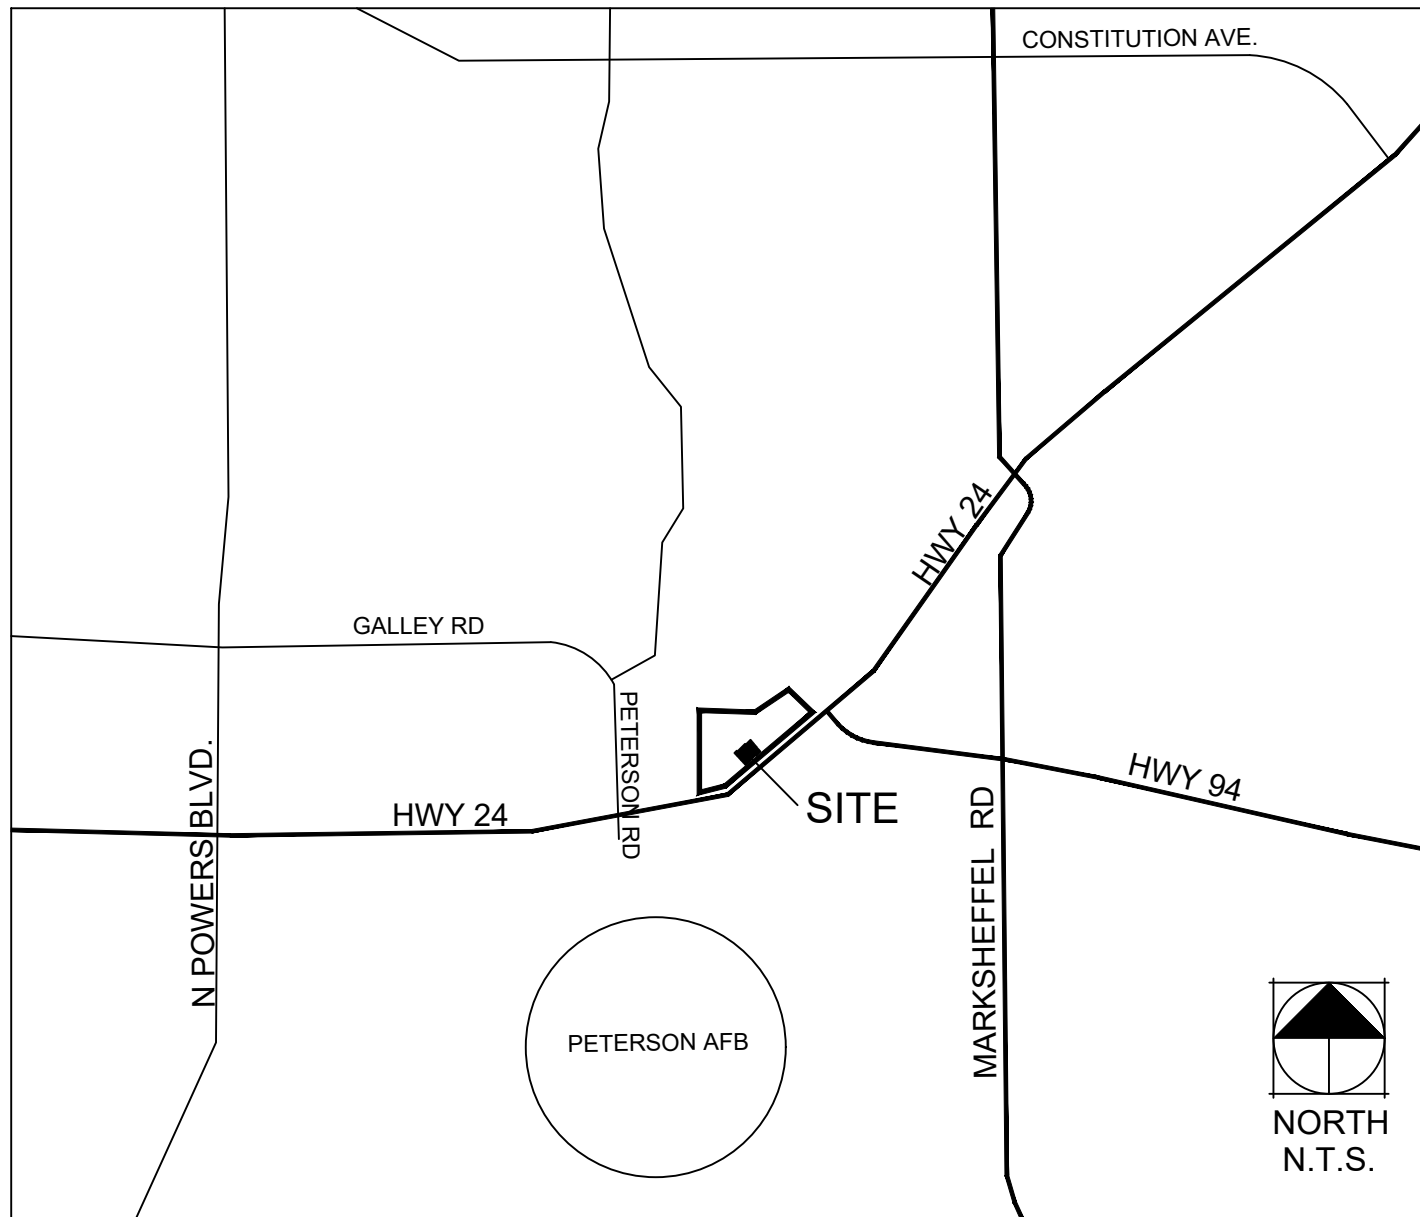 CONSTITUTION AVE.
HWY 24
GALLEY RD
PETERSON RD
N POWERS BLVD.
HWY 24
SITE
HWY 94
MARKSHEFFEL RD
PETERSON AFB
NORTH
N.T.S.